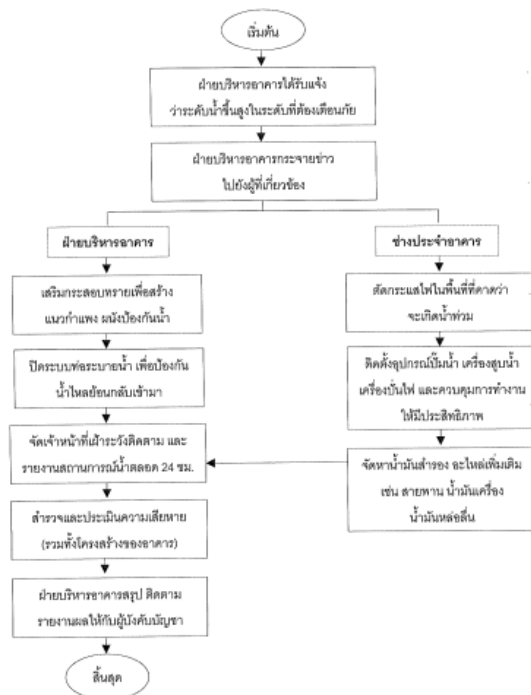 เริ่มต้น
ฝ่ายบริหารอาคารได้รับแจ้ง
ว่าระดับน้ำขึ้นสูงในระดับที่ต้องเตือนภัย
ฝ่ายบริหารอาคารกระจายข่าว
ไปยังผู้ที่เกี่ยวข้อง
ฝ่ายบริหารอาคาร
เสริมกระสอบทรายเพื่อสร้าง
แนวกำแพง ผนังป้องกันน้ำ
ปิดระบบท่อระบายน้ำ เพื่อป้องกัน
น้ำไหลย้อนกลับเข้ามา
จัดเจ้าหน้าที่เฝ้าระวังติดตาม และ
รายงานสถานการณ์น้ำตลอด 24 ชม.
สำรวจและประเมินความเสียหาย
(รวมทั้งโครงสร้างของอาคาร)
ฝ่ายบริหารอาคารสรุป ติดตาม
รายงานผลให้กับผู้บังคับบัญชา
สิ้นสุด
ช่างประจำอาคาร
ตัดกระแสไฟในพื้นที่ที่คาดว่า
จะเกิดน้ำท่วม
ติดตั้งอุปกรณ์ปั๊มน้ำ เครื่องสูบน้ำ
เครื่องปั่นไฟ และควบคุมการทำงาน
ให้มีประสิทธิภาพ
จัดหาน้ำมันสำรอง อะไหล่เพิ่มเติม
เช่น สายพาน น้ำมันเครื่อง
น้ำมันหล่อลื่น